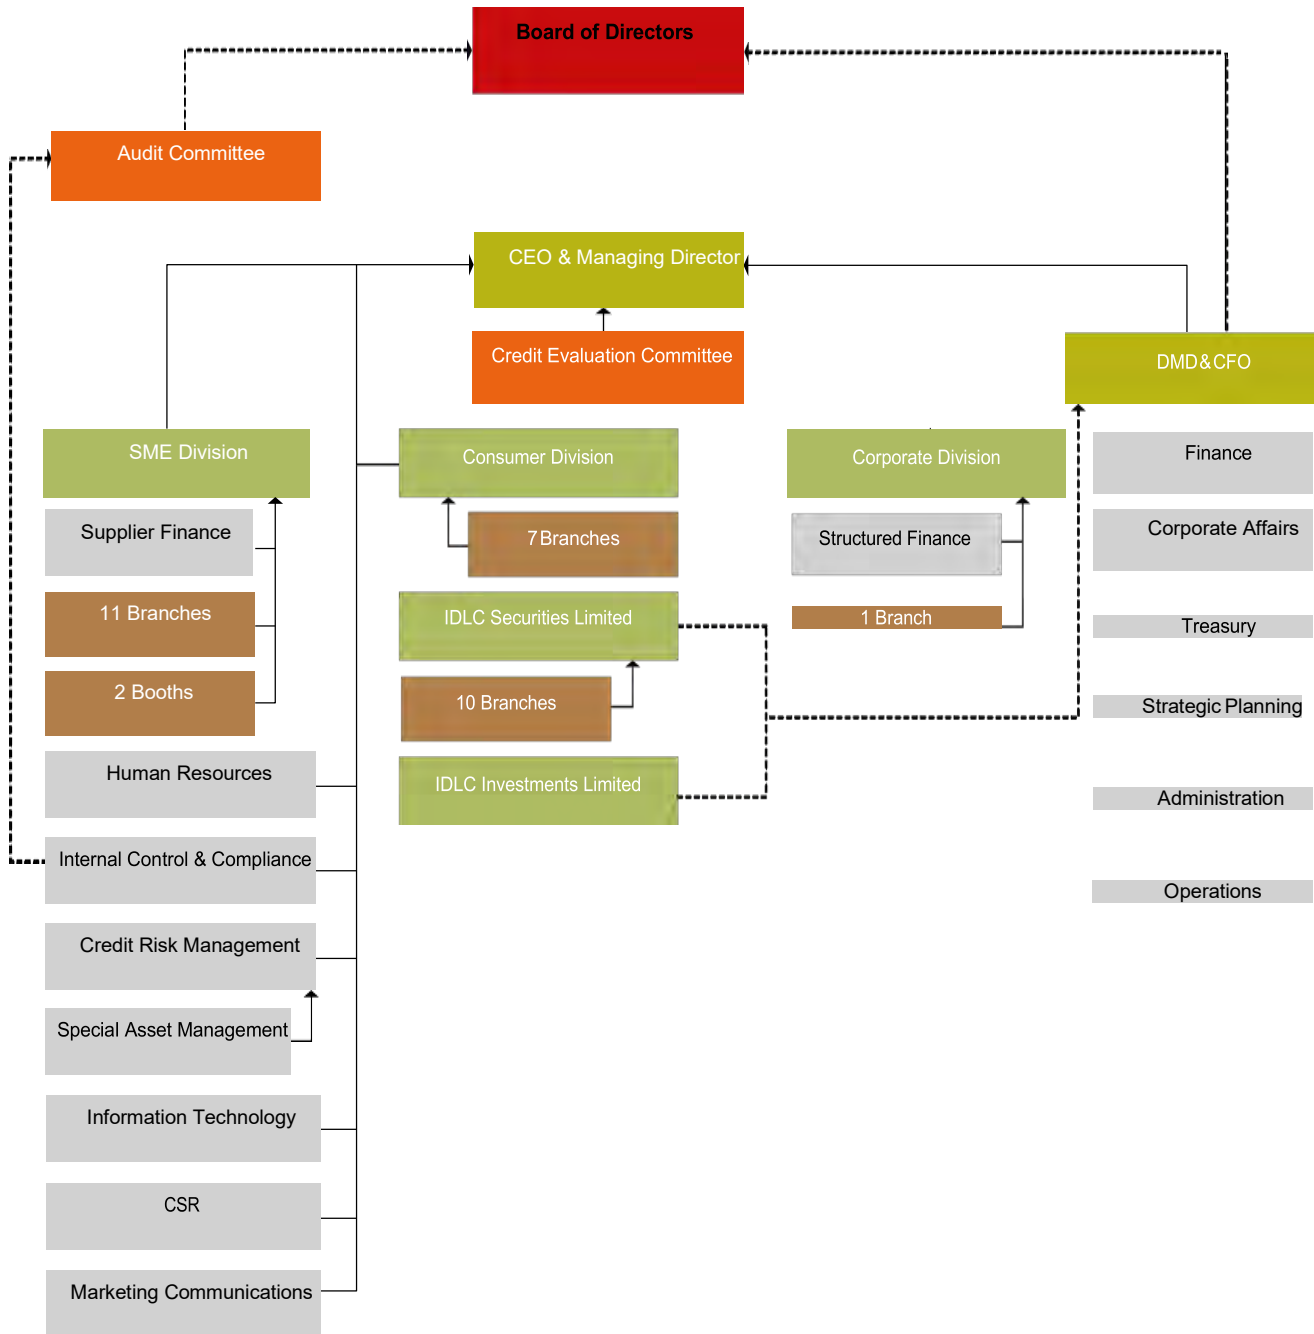 Board of Directors
Audit Committee
CEO & Managing Director
Credit Evaluation Committee
DMD&CFO
SME Division
Consumer Division
Corporate Division
Finance
Supplier Finance
7 Branches
Structured Finance
Corporate Affairs
11 Branches
IDLC Securities Limited
1 Branch
Treasury
2 Booths
10 Branches
Strategic Planning
Human Resources
IDLC Investments Limited
Administration
Internal Control & Compliance
Operations
Credit Risk Management
Special Asset Management
Information Technology
CSR
Marketing Communications